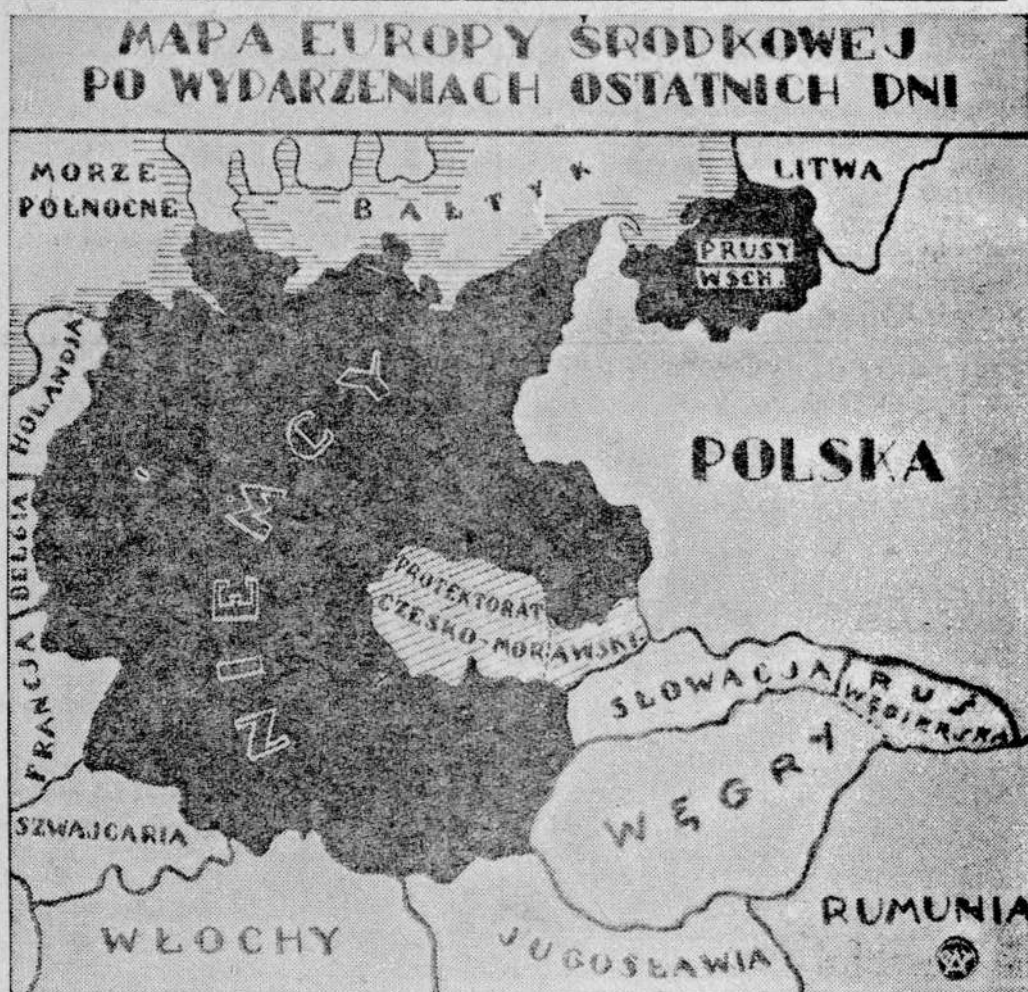 MAPA EUROPY ŚRODKOWEJ
PO WYDARZENIACH OSTATNICH DNI
MORZE
PÓŁNOCNE
BAŁTYK
LITWA
PRUSY
WSCH.
HOLANDJA
NIEMCY
POLSKA
BELGIA
PROTEKTORAT
CZESKO-MORAWSKI
FRANCJA
SŁOWACJA
RUŚ
WĘGIERSKA
WĘGRY
SZWAJCARIA
RUMUNIA
WŁOCHY
JUGOSŁAWIA